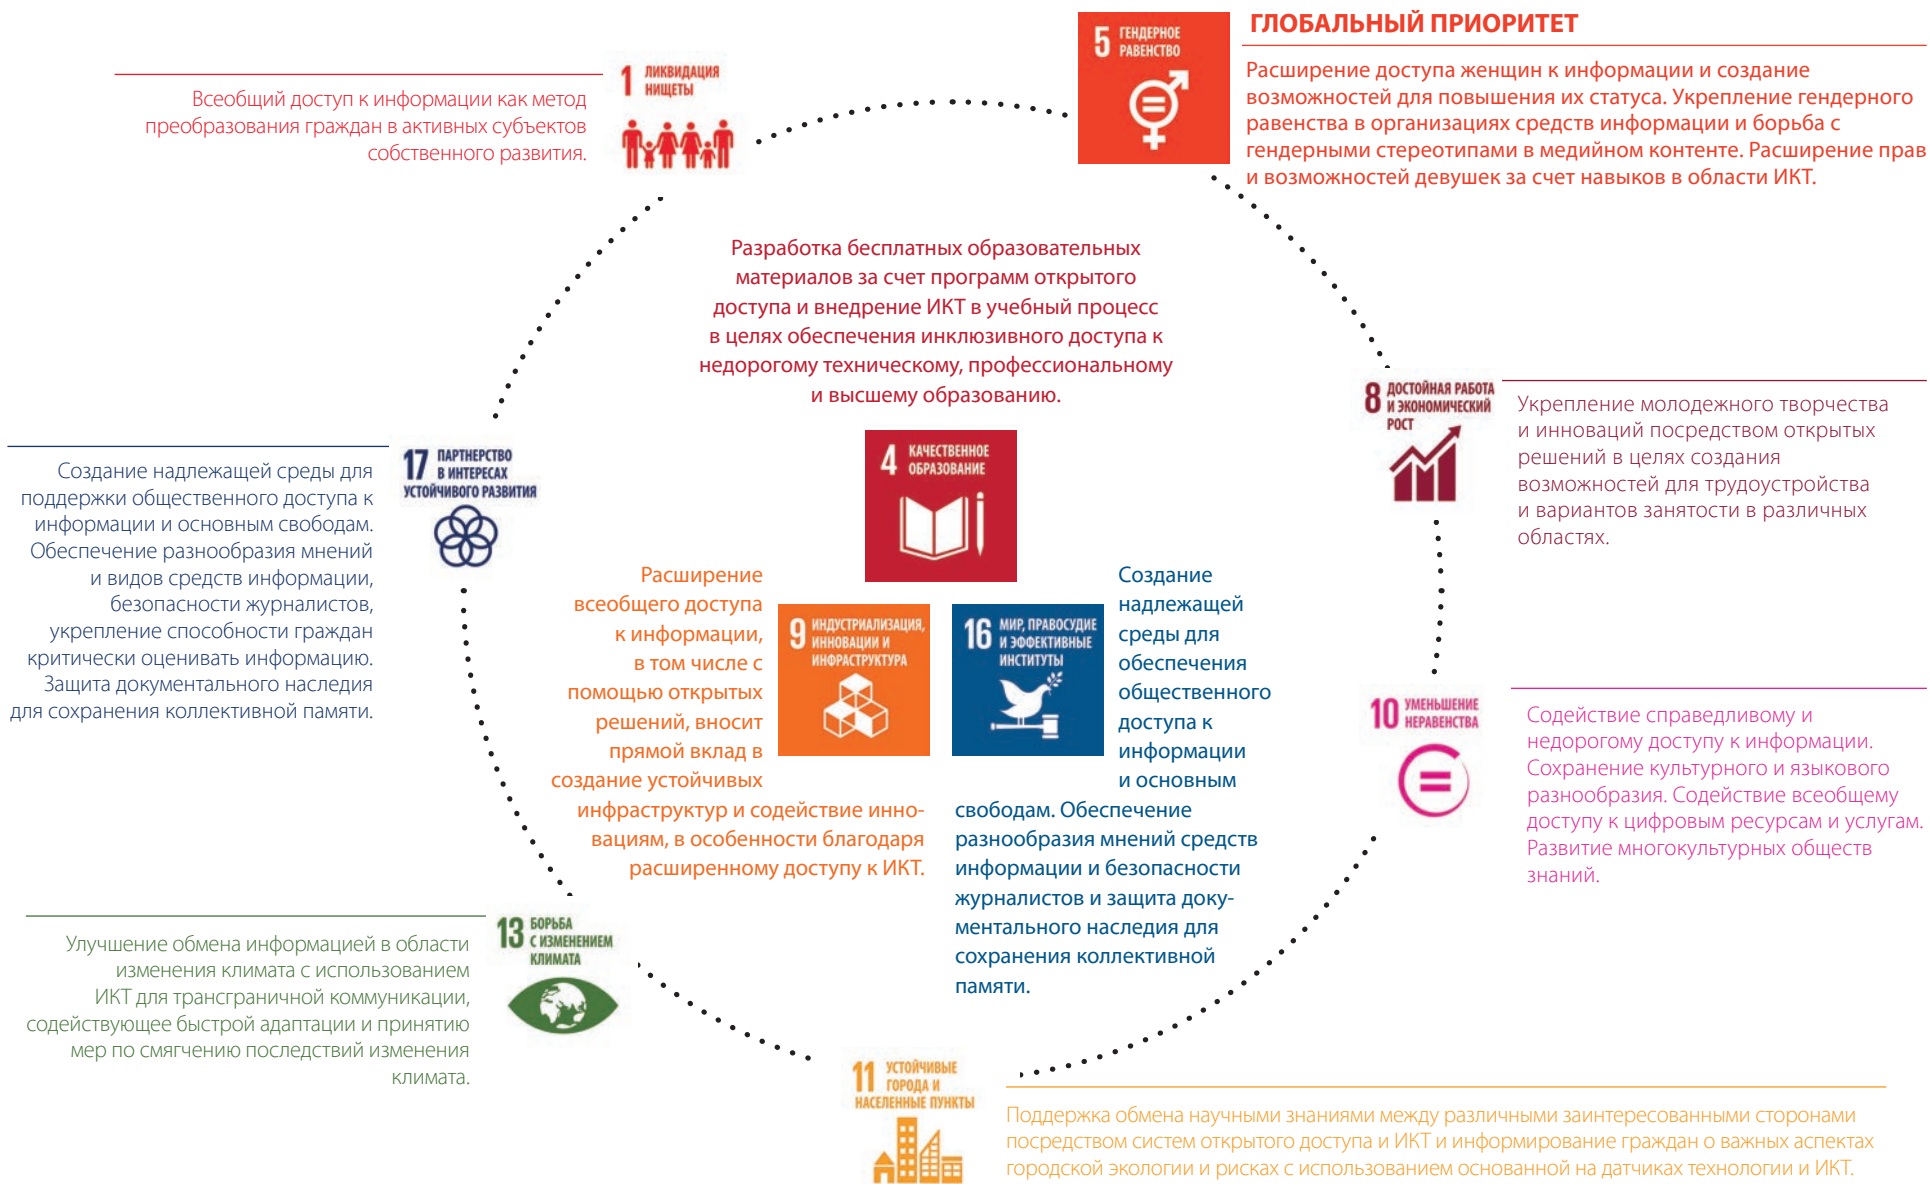 ГЛОБАЛЬНЫЙ ПРИОРИТЕТ
5 ГЕНДЕРНОЕ
РАВЕНСТВО
Расширение доступа женщин к информации и создание
возможностей для повышения их статуса. Укрепление гендерного
равенства в организациях средств информации и борьба с
гендерными стереотипами в медийном контенте. Расширение прав
и возможностей девушек за счет навыков в области ИКТ.
1 ЛИКВИДАЦИЯ
НИЩЕТЫ
Всеобщий доступ к информации как метод
преобразования граждан в активных субъектов
собственного развития.
Разработка бесплатных образовательных
материалов за счет программ открытого
доступа и внедрение ИКТ в учебный процесс
в целях обеспечения инклюзивного доступа к
недорогому техническому, профессиональному
и высшему образованию.
4 КАЧЕСТВЕННОЕ
ОБРАЗОВАНИЕ
8 ДОСТОЙНАЯ РАБОТА
И ЭКОНОМИЧЕСКИЙ
РОСТ
Укрепление молодежного творчества
и инноваций посредством открытых
решений в целях создания
возможностей для трудоустройства
и вариантов занятости в различных
областях.
17 ПАРТНЕРСТВО
В ИНТЕРЕСАХ
УСТОЙЧИВОГО РАЗВИТИЯ
Создание надлежащей среды для
поддержки общественного доступа к
информации и основным свободам.
Обеспечение разнообразия мнений
и видов средств информации,
безопасности журналистов,
укрепление способности граждан
критически оценивать информацию.
Защита документального наследия
для сохранения коллективной памяти.
Расширение
всеобщего доступа
к информации,
в том числе с
помощью открытых
решений, вносит
прямой вклад в
создание устойчивых
инфраструктур и содействие инно-
вациям, в особенности благодаря
расширенному доступу к ИКТ.
9 ИНДУСТРИАЛИЗАЦИЯ,
ИННОВАЦИИ И
ИНФРАСТРУКТУРА
16 МИР, ПРАВОСУДИЕ
И ЭФФЕКТИВНЫЕ
ИНСТИТУТЫ
Создание
надлежащей
среды для
обеспечения
общественного
доступа к
информации
и основным
свободам. Обеспечение
разнообразия мнений средств
информации и безопасности
журналистов и защита доку-
ментального наследия для
сохранения коллективной
памяти.
10 УМЕНЬШЕНИЕ
НЕРАВЕНСТВА
Содействие справедливому и
недорогому доступу к информации.
Сохранение культурного и языкового
разнообразия. Содействие всеобщему
доступу к цифровым ресурсам и услугам.
Развитие многокультурных обществ
знаний.
13 БОРЬБА
С ИЗМЕНЕНИЕМ
КЛИМАТА
Улучшение обмена информацией в области
изменения климата с использованием
ИКТ для трансграничной коммуникации,
содействующее быстрой адаптации и принятию
мер по смягчению последствий изменения
климата.
11 УСТОЙЧИВЫЕ
ГОРОДА И
НАСЕЛЕННЫЕ ПУНКТЫ
Поддержка обмена научными знаниями между различными заинтересованными сторонами
посредством систем открытого доступа и ИКТ и информирование граждан о важных аспектах
городской экологии и рисках с использованием основанной на датчиках технологии и ИКТ.